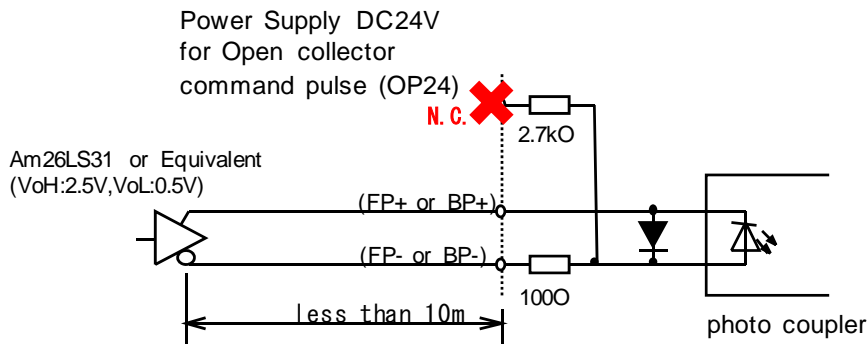 Power Supply DC24V
for Open collector
command pulse (OP24)
N.C.
2.7kO
Am26LS31 or Equivalent
(VoH:2.5V,VoL:0.5V)
(FP+ or BP+)
(FP- or BP-)
100O
less than 10m
photo coupler